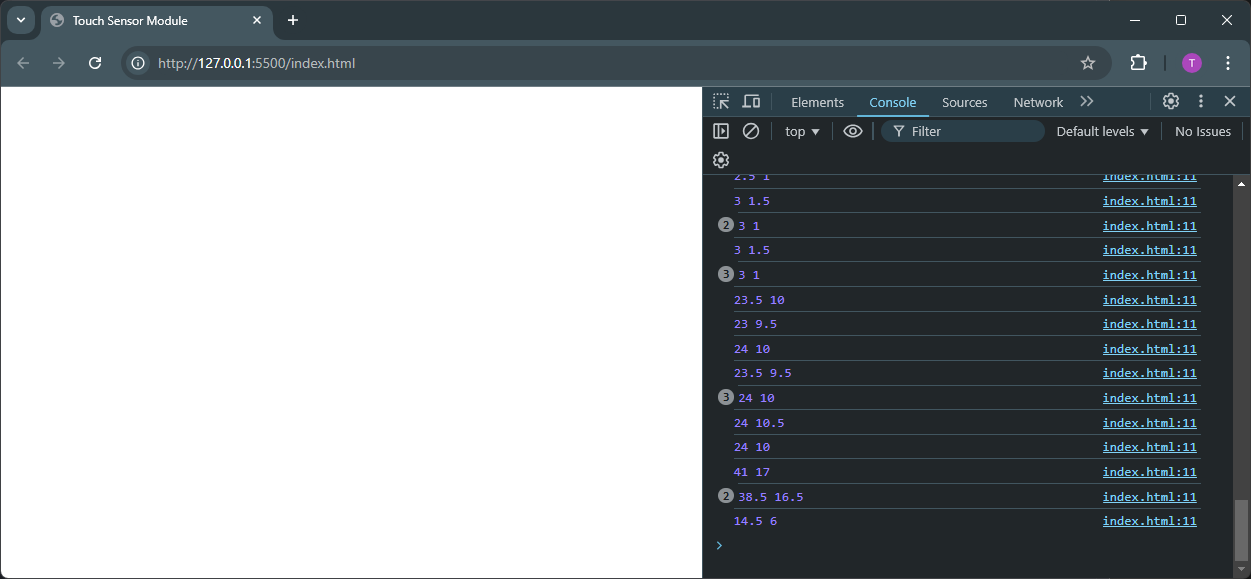 Touch Sensor Module
http://127.0.0.1:5500/index.html
T
Elements Console Sources Network
top Filter Default levels No Issues
2.5 1 index.html:11
3 1.5 index.html:11
2 3 1 index.html:11
3 1.5 index.html:11
3 3 1 index.html:11
23.5 10 index.html:11
23 9.5 index.html:11
24 10 index.html:11
23.5 9.5 index.html:11
3 24 10 index.html:11
24 10.5 index.html:11
24 10 index.html:11
41 17 index.html:11
2 38.5 16.5 index.html:11
14.5 6 index.html:11